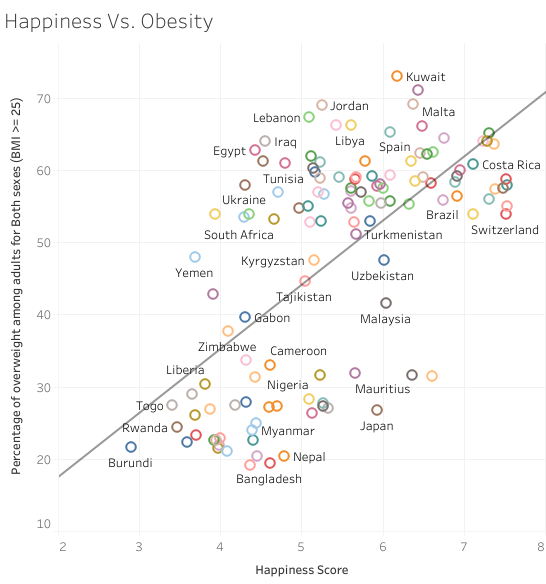 Happiness Vs. Obesity
Percentage of overweight among adults for Both sexes (BMI >= 25)
70
60
50
40
30
20
10
Kuwait
Jordan
Malta
Lebanon
Libya
Spain
Iraq
Egypt
Costa Rica
Tunisia
Ukraine
Brazil
South Africa
Turkmenistan
Switzerland
Kyrgyzstan
Yemen
Uzbekistan
Tajikistan
Gabon
Malaysia
Zimbabwe
Cameroon
Liberia
Nigeria
Mauritius
Togo
Rwanda
Myanmar
Japan
Burundi
Nepal
Bangladesh
2 3 4 5 6 7 8
Happiness Score